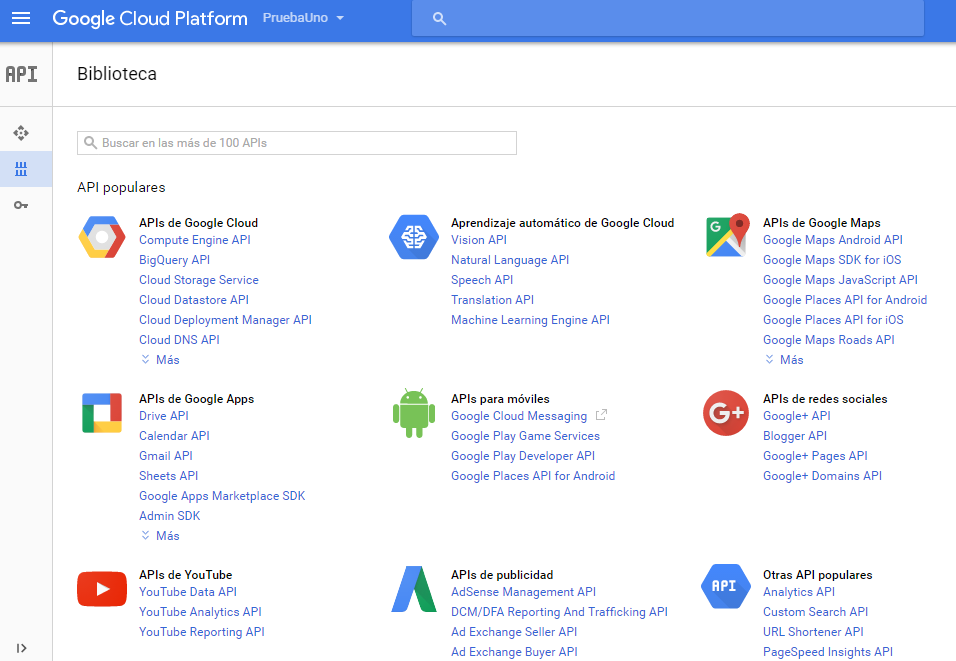 Google Cloud Platform PruebaUno
API
Biblioteca
Buscar en las más de 100 APIs
API populares
APIs de Google Cloud
Compute Engine API
BigQuery API
Cloud Storage Service
Cloud Datastore API
Cloud Deployment Manager API
Cloud DNS API
Más
Aprendizaje automático de Google Cloud
Vision API
Natural Language API
Speech API
Translation API
Machine Learning Engine API
G
APIs de Google Maps
Google Maps Android API
Google Maps SDK for iOS
Google Maps JavaScript API
Google Places API for Android
Google Places API for iOS
Google Maps Roads API
Más
APIs de Google Apps
Drive API
Calendar API
Gmail API
Sheets API
Google Apps Marketplace SDK
Admin SDK
Más
APIs para móviles
Google Cloud Messaging
Google Play Game Services
Google Play Developer API
Google Places API for Android
G+
APIs de redes sociales
Google+ API
Blogger API
Google+ Pages API
Google+ Domains API
APIs de YouTube
YouTube Data API
YouTube Analytics API
YouTube Reporting API
APIs de publicidad
AdSense Management API
DCM/DFA Reporting And Trafficking API
Ad Exchange Seller API
Ad Exchange Buyer API
API
Otras API populares
Analytics API
Custom Search API
URL Shortener API
PageSpeed Insights API